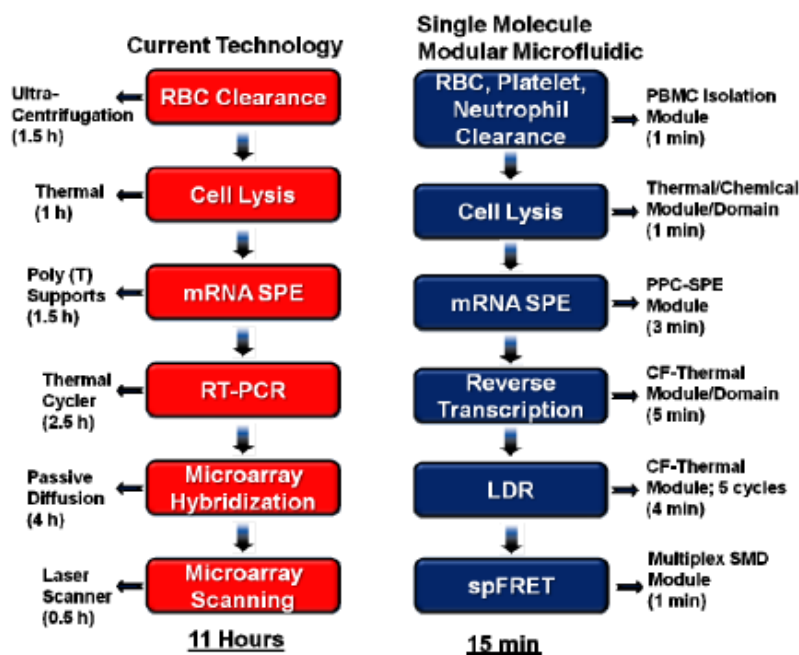 Current Technology
Ultra-
Centrifugation
(1.5 h)
RBC Clearance
Thermal
(1 h)
Cell Lysis
Poly (T)
Supports
(1.5 h)
mRNA SPE
Thermal
Cycler
(2.5 h)
RT-PCR
Passive
Diffusion
(4 h)
Microarray
Hybridization
Laser
Scanner
(0.5 h)
Microarray
Scanning
11 Hours
Single Molecule
Modular Microfluidic
RBC, Platelet,
Neutrophil
Clearance
PBMC Isolation
Module
(1 min)
Cell Lysis
Thermal/Chemical
Module/Domain
(1 min)
mRNA SPE
PPC-SPE
Module
(3 min)
Reverse
Transcription
CF-Thermal
Module/Domain
(5 min)
LDR
CF-Thermal
Module; 5 cycles
(4 min)
spFRET
Multiplex SMD
Module
(1 min)
15 min